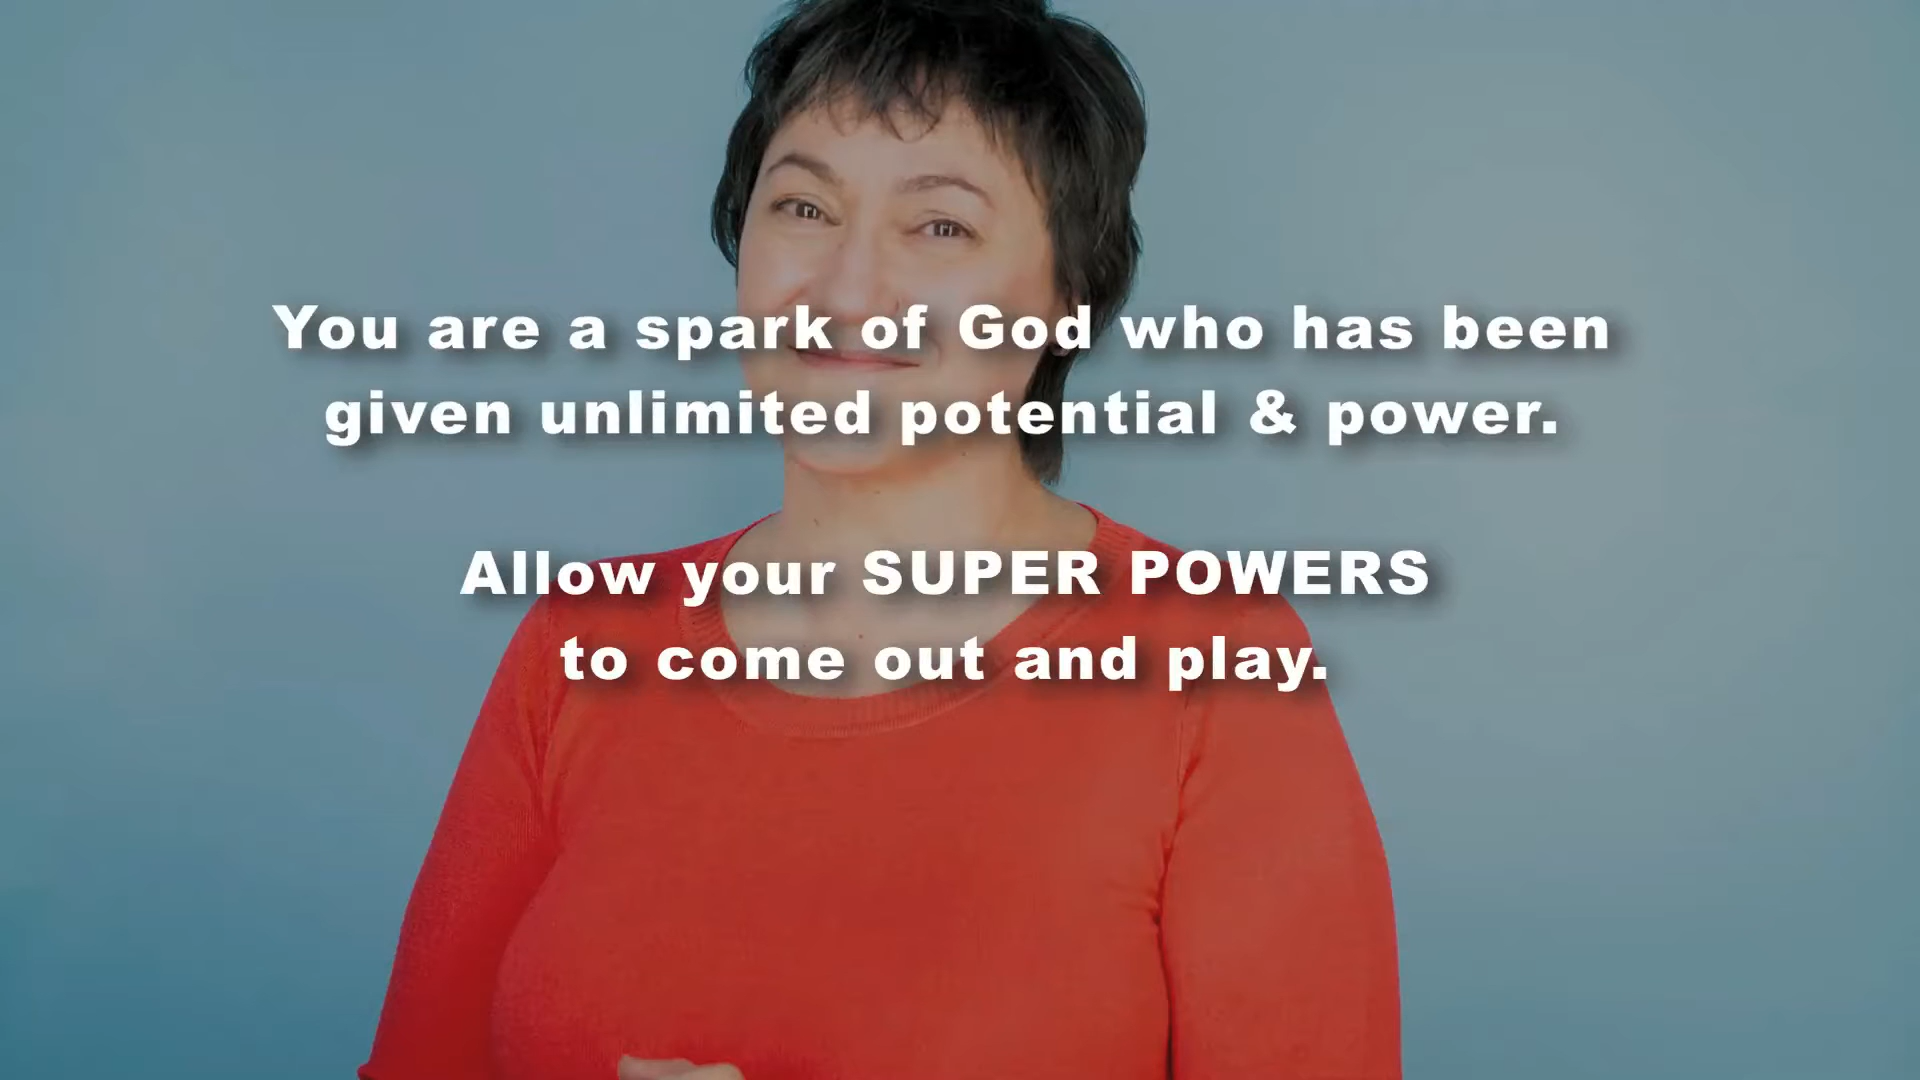 You are a spark of God who has been
given unlimited potential & power.
Allow your SUPER POWERS
to come out and play.